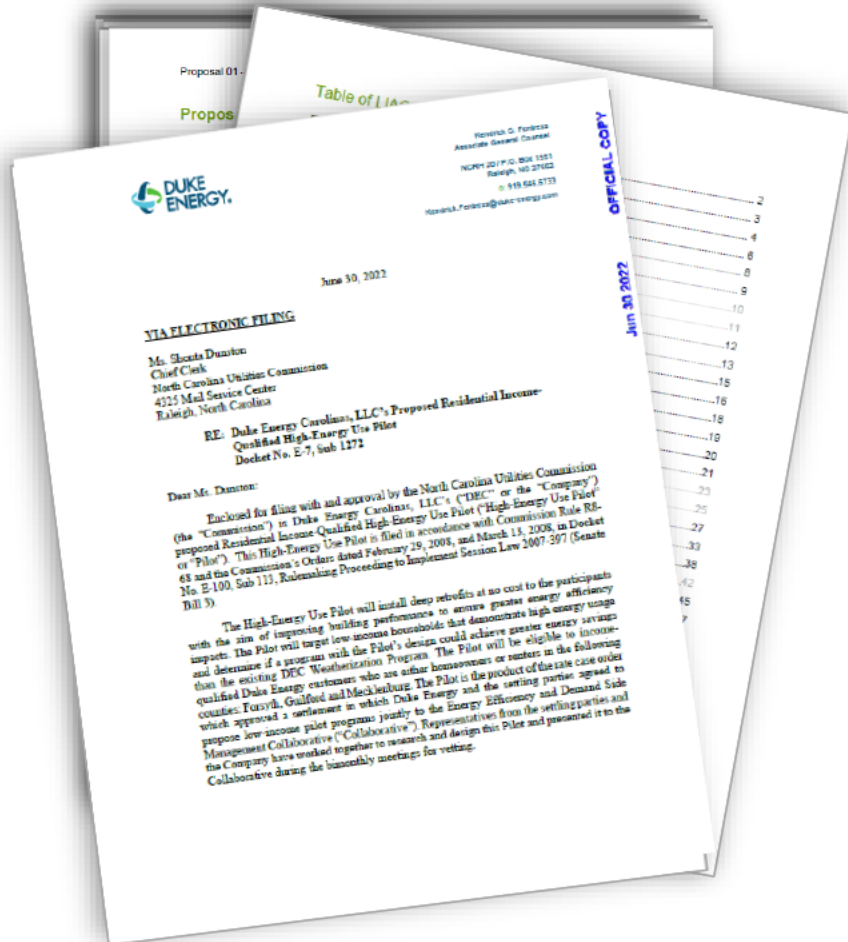 Proposal 01 -
Propos
Table of LIAC
2
3
4
6
8
9
10
11
12
13
15
16
18
19
20
21
23
25
27
33
38
42
45
DUKE
ENERGY®
Kendrick C. Fentress
Associate General Counsel
NCRH 20 / P.O. Box 1551
Raleigh, NC 27602
o: 919.546.6733
Kendrick.Fentress@duke-energy.com
OFFICIAL COPY
Jun 30 2022
June 30, 2022
VIA ELECTRONIC FILING
Ms. Shonta Dunston
Chief Clerk
North Carolina Utilities Commission
4325 Mail Service Center
Raleigh, North Carolina
RE: Duke Energy Carolinas, LLC's Proposed Residential Income-
Qualified High-Energy Use Pilot
Docket No. E-7, Sub 1272
Dear Ms. Dunston:
Enclosed for filing with and approval by the North Carolina Utilities Commission
(the "Commission") is Duke Energy Carolinas, LLC's ("DEC" or the "Company")
proposed Residential Income-Qualified High-Energy Use Pilot ("High-Energy Use Pilot"
or "Pilot"). This High-Energy Use Pilot is filed in accordance with Commission Rule R8-
68 and the Commission's Orders dated February 29, 2008, and March 13, 2008, in Docket
No. E-100, Sub 113, Rulemaking Proceeding to Implement Session Law 2007-397 (Senate
Bill 3).
The High-Energy Use Pilot will install deep retrofits at no cost to the participants
with the aim of improving building performance to ensure greater energy efficiency
impacts. The Pilot will target low-income households that demonstrate high energy usage
and determine if a program with the Pilot's design could achieve greater energy savings
than the existing DEC Weatherization Program. The Pilot will be eligible to income-
qualified Duke Energy customers who are either homeowners or renters in the following
counties: Forsyth, Guilford and Mecklenburg. The Pilot is the product of the rate case order
which approved a settlement in which Duke Energy and the settling parties agreed to
propose low-income pilot programs jointly to the Energy Efficiency and Demand Side
Management Collaborative ("Collaborative"). Representatives from the settling parties and
the Company have worked together to research and design this Pilot and presented it to the
Collaborative during the bimonthly meetings for vetting.